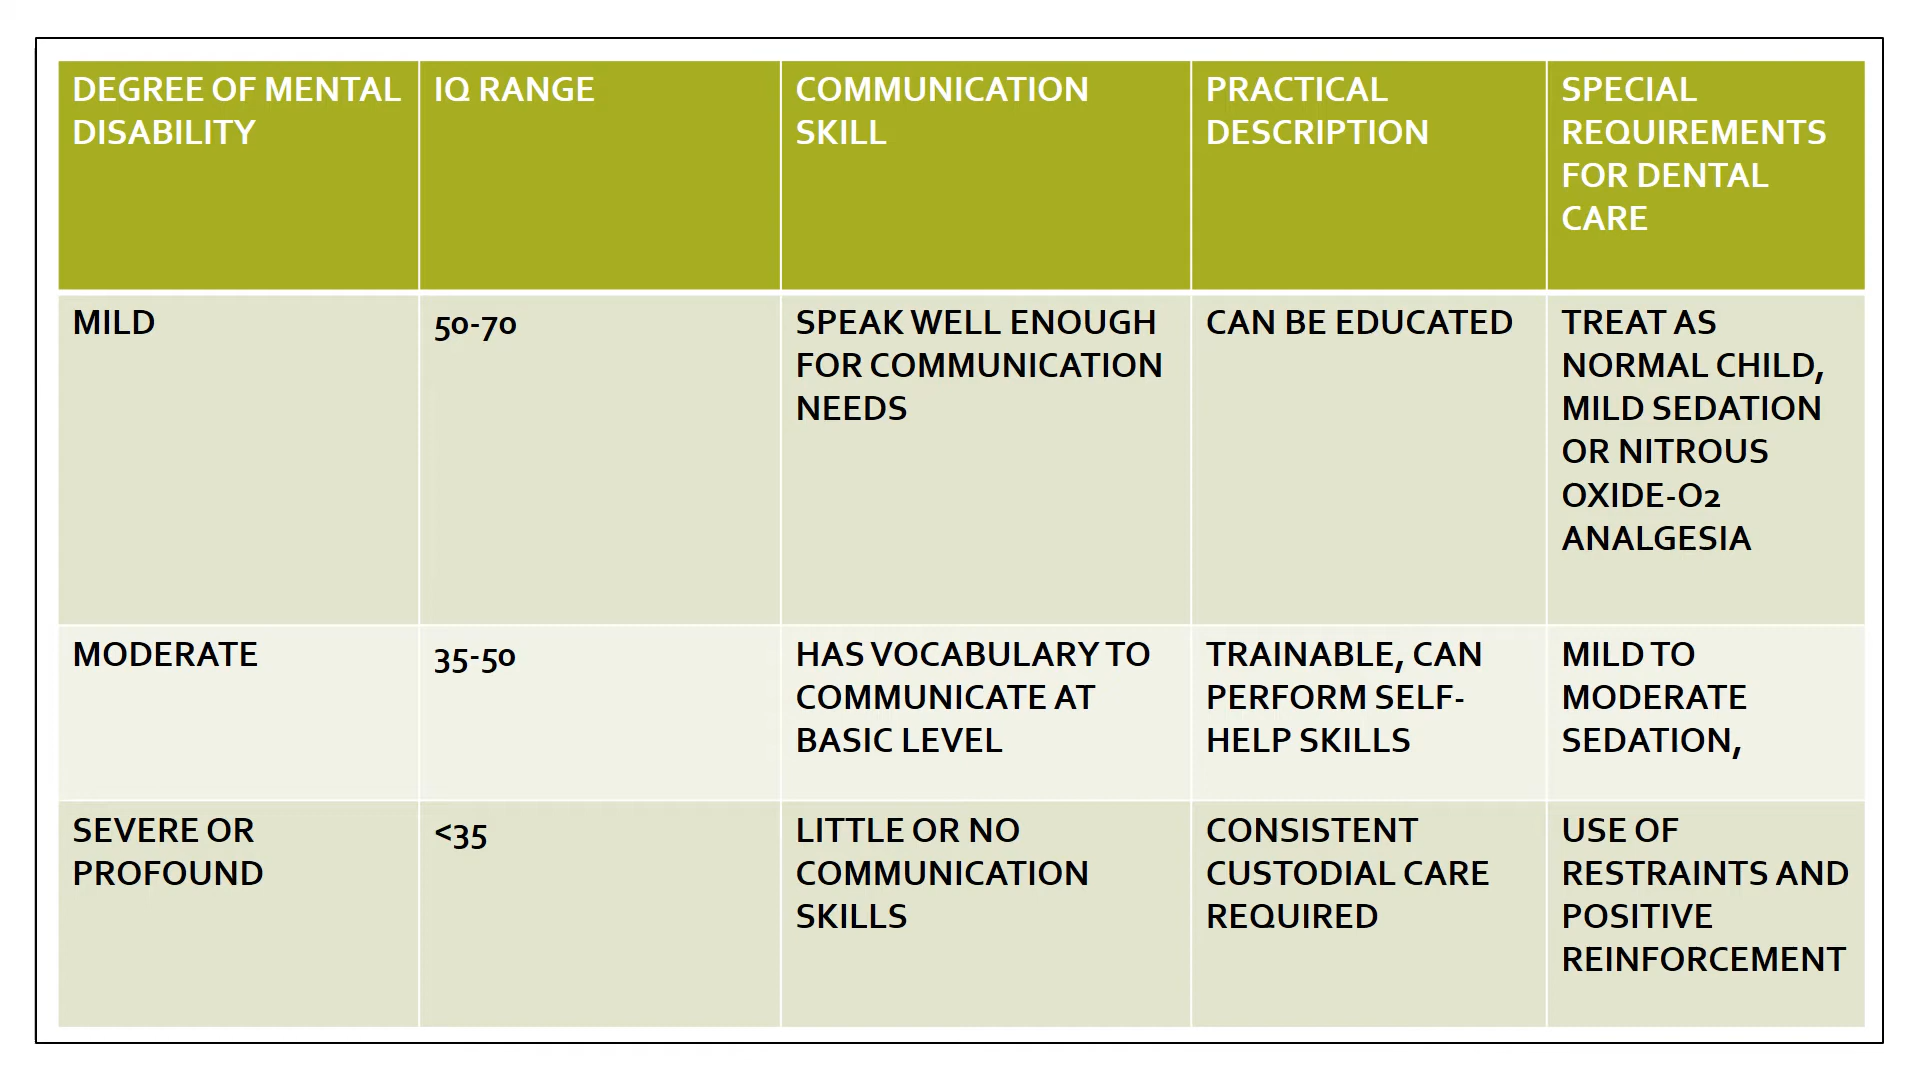 DEGREE OF MENTAL
DISABILITY
IQ RANGE
COMMUNICATION
SKILL
PRACTICAL
DESCRIPTION
SPECIAL
REQUIREMENTS
FOR DENTAL
CARE
MILD
50-70
SPEAK WELL ENOUGH
FOR COMMUNICATION
NEEDS
CAN BE EDUCATED
TREAT AS
NORMAL CHILD,
MILD SEDATION
OR NITROUS
OXIDE-O2
ANALGESIA
MODERATE
35-50
HAS VOCABULARY TO
COMMUNICATE AT
BASIC LEVEL
TRAINABLE, CAN
PERFORM SELF-
HELP SKILLS
MILD TO
MODERATE
SEDATION,
SEVERE OR
PROFOUND
<35
LITTLE OR NO
COMMUNICATION
SKILLS
CONSISTENT
CUSTODIAL CARE
REQUIRED
USE OF
RESTRAINTS AND
POSITIVE
REINFORCEMENT